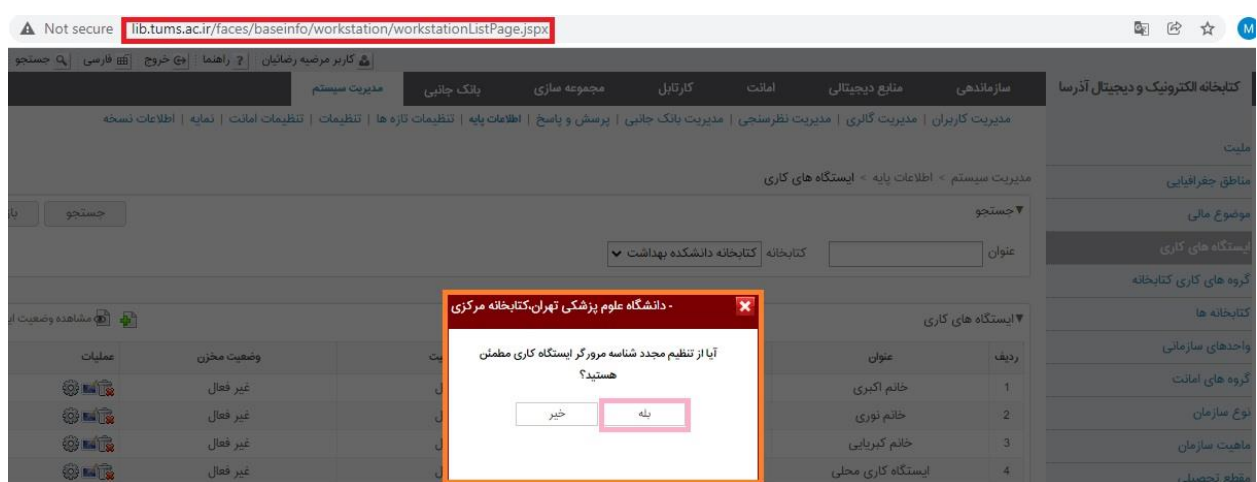 Not secure lib.tums.ac.ir/faces/baseinfo/workstation/workstationListPage.jspx M
کاربر مرضیه رضائیان راهنما خروج فارسی جستجو
کتابخانه الکترونیک و دیجیتال آذرسا
سازماندهی منابع دیجیتالی امانت کارتابل مجموعه سازی بانک جانبی مدیریت سیستم
مدیریت کاربران | مدیریت گالری | مدیریت نظرسنجی | مدیریت بانک جانبی | پرسش و پاسخ | اطلاعات پایه | تنظیمات تازه ها | تنظیمات | تنظیمات امانت | نمایه | اطلاعات نسخه
ملیت
مناطق جغرافیایی
موضوع مالی
ایستگاه های کاری
گروه های کاری کتابخانه
کتابخانه ها
واحدهای سازمانی
گروه های امانت
نوع سازمان
ماهیت سازمان
مقطع تحصیلی
مدیریت سیستم > اطلاعات پایه > ایستگاه های کاری
جستجو
جستجو
عنوان کتابخانه کتابخانه دانشکده بهداشت
ایستگاه های کاری
مشاهده وضعیت
ردیف عنوان وضعیت مخزن عملیات
1 خانم اکبری غیر فعال
2 خانم نوری غیر فعال
3 خانم کبریایی غیر فعال
4 ایستگاه کاری محلی غیر فعال
- دانشگاه علوم پزشکی تهران،کتابخانه مرکزی
آیا از تنظیم مجدد شناسه مرورگر ایستگاه کاری مطمئن
هستید؟
بله خیر